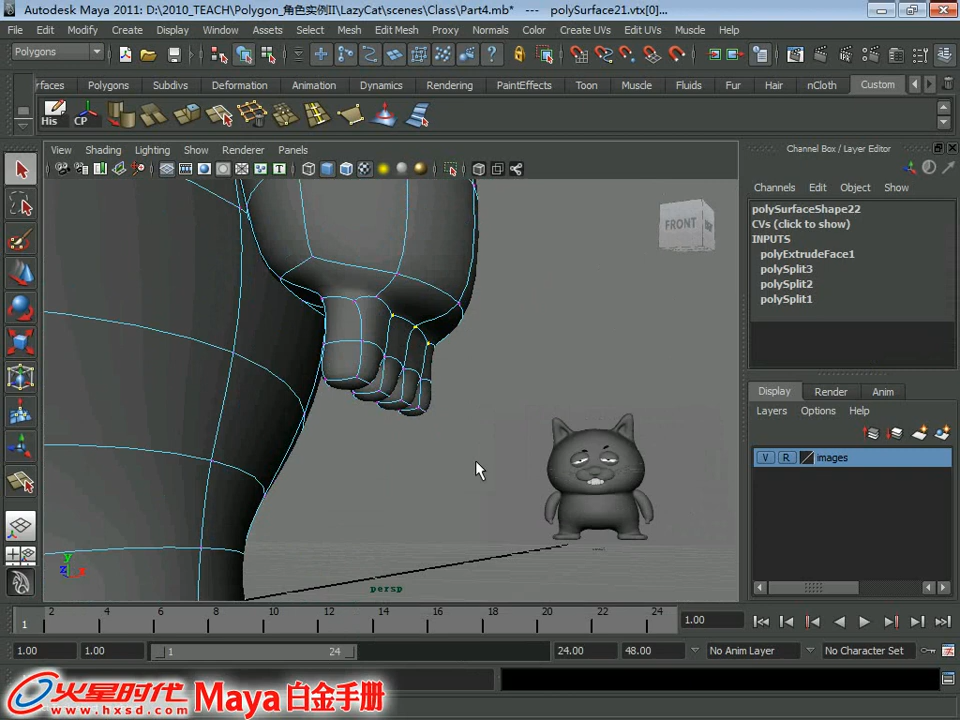 Autodesk Maya 2011: D:\2010_TEACH\Polygon_角色实例II\LazyCat\scenes\Class\Part4.mb* --- polySurface21.vtx[0]...
File Edit Modify Create Display Window Assets Select Mesh Edit Mesh Proxy Normals Color Create UVs Edit UVs Muscle Help
Polygons
rfaces Polygons Subdivs Deformation Animation Dynamics Rendering PaintEffects Toon Muscle Fluids Fur Hair nCloth Custom
His CP
View Shading Lighting Show Renderer Panels
Channel Box / Layer Editor
Channels Edit Object Show
polySurfaceShape22
CVs (click to show)
INPUTS
polyExtrudeFace1
polySplit3
polySplit2
polySplit1
FRONT
Display Render Anim
Layers Options Help
V R images
y
z x
persp
2 4 6 8 10 12 14 16 18 20 22 24
1
1.00
1.00 1.00 1 24 24.00 48.00 No Anim Layer No Character Set
火星时代
www.hxsd.com
Maya 白金手册